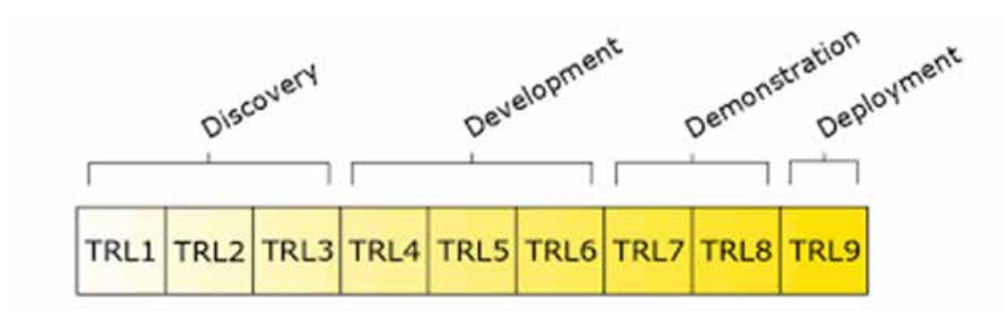 Discovery
Development
Demonstration
Deployment
TRL1 TRL2 TRL3 TRL4 TRL5 TRL6 TRL7 TRL8 TRL9